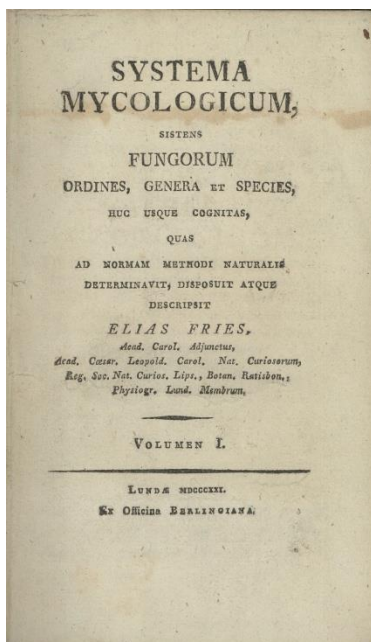 SYSTEMA
MYCOLOGICUM,
SISTENS
FUNGORUM
ORDINES, GENERA ET SPECIES,
HUC USQUE COGNITAS,
QUAS
AD NORMAM METHODI NATURALIS
DETERMINAVIT, DISPOSUIT ATQUE
DESCRIPSIT
ELIAS FRIES,
Acad. Carol. Adjunctus,
Acad. Cæsar. Leopold. Carol. Nat. Curiosorum,
Reg. Soc. Nat. Curios. Lips., Botan. Ratisbon.,
Physiogr. Lund. Membrum.
VOLUMEN I.
LUNDÆ MDCCCXXI.
Ex Officina BERLINGIANA.